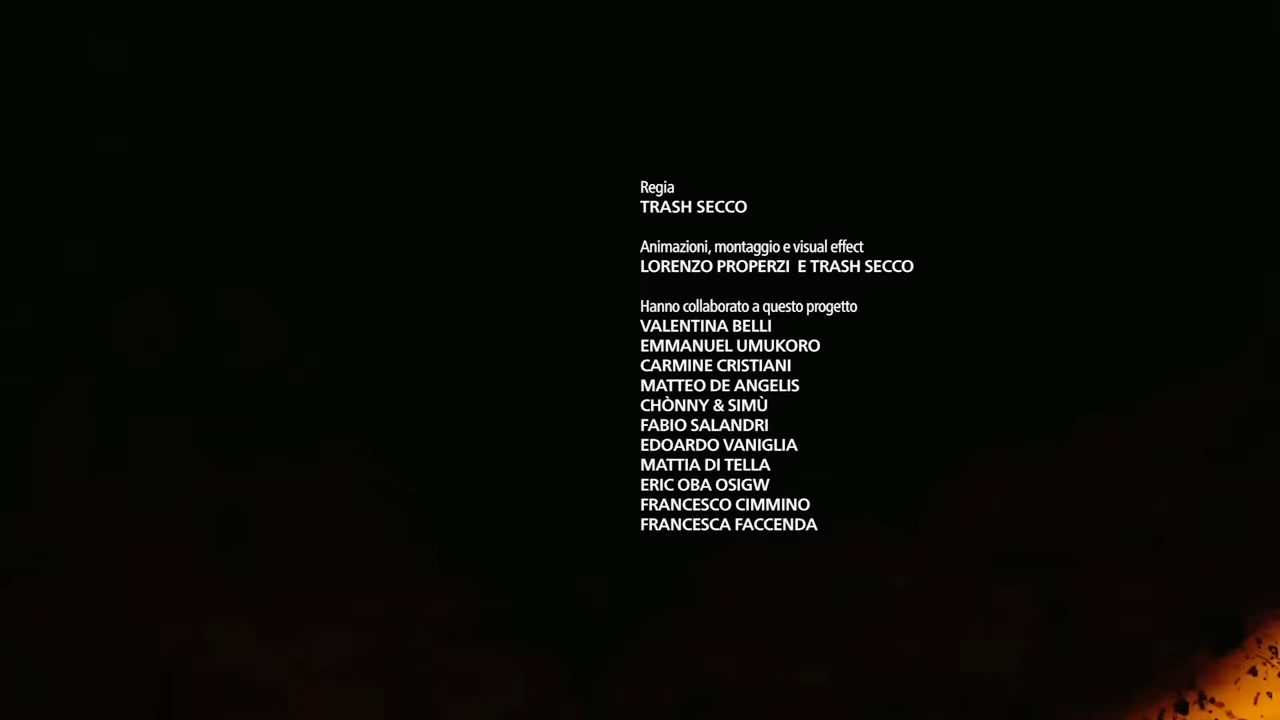 Regia
TRASH SECCO
Animazioni, montaggio e visual effect
LORENZO PROPERZI E TRASH SECCO
Hanno collaborato a questo progetto
VALENTINA BELLI
EMMANUEL UMUKORO
CARMINE CRISTIANI
MATTEO DE ANGELIS
CHÒNNY & SIMÙ
FABIO SALANDRI
EDOARDO VANIGLIA
MATTIA DI TELLA
ERIC OBA OSIGW
FRANCESCO CIMMINO
FRANCESCA FACCENDA